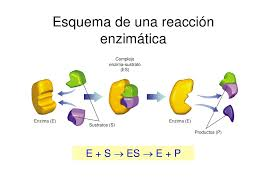 Esquema de una reacción
enzimática
Complejo
enzima-sustrato
(ES)
Enzima (E)
Sustratos (S)
Enzima (E)
Productos (P)
E + S → ES → E + P